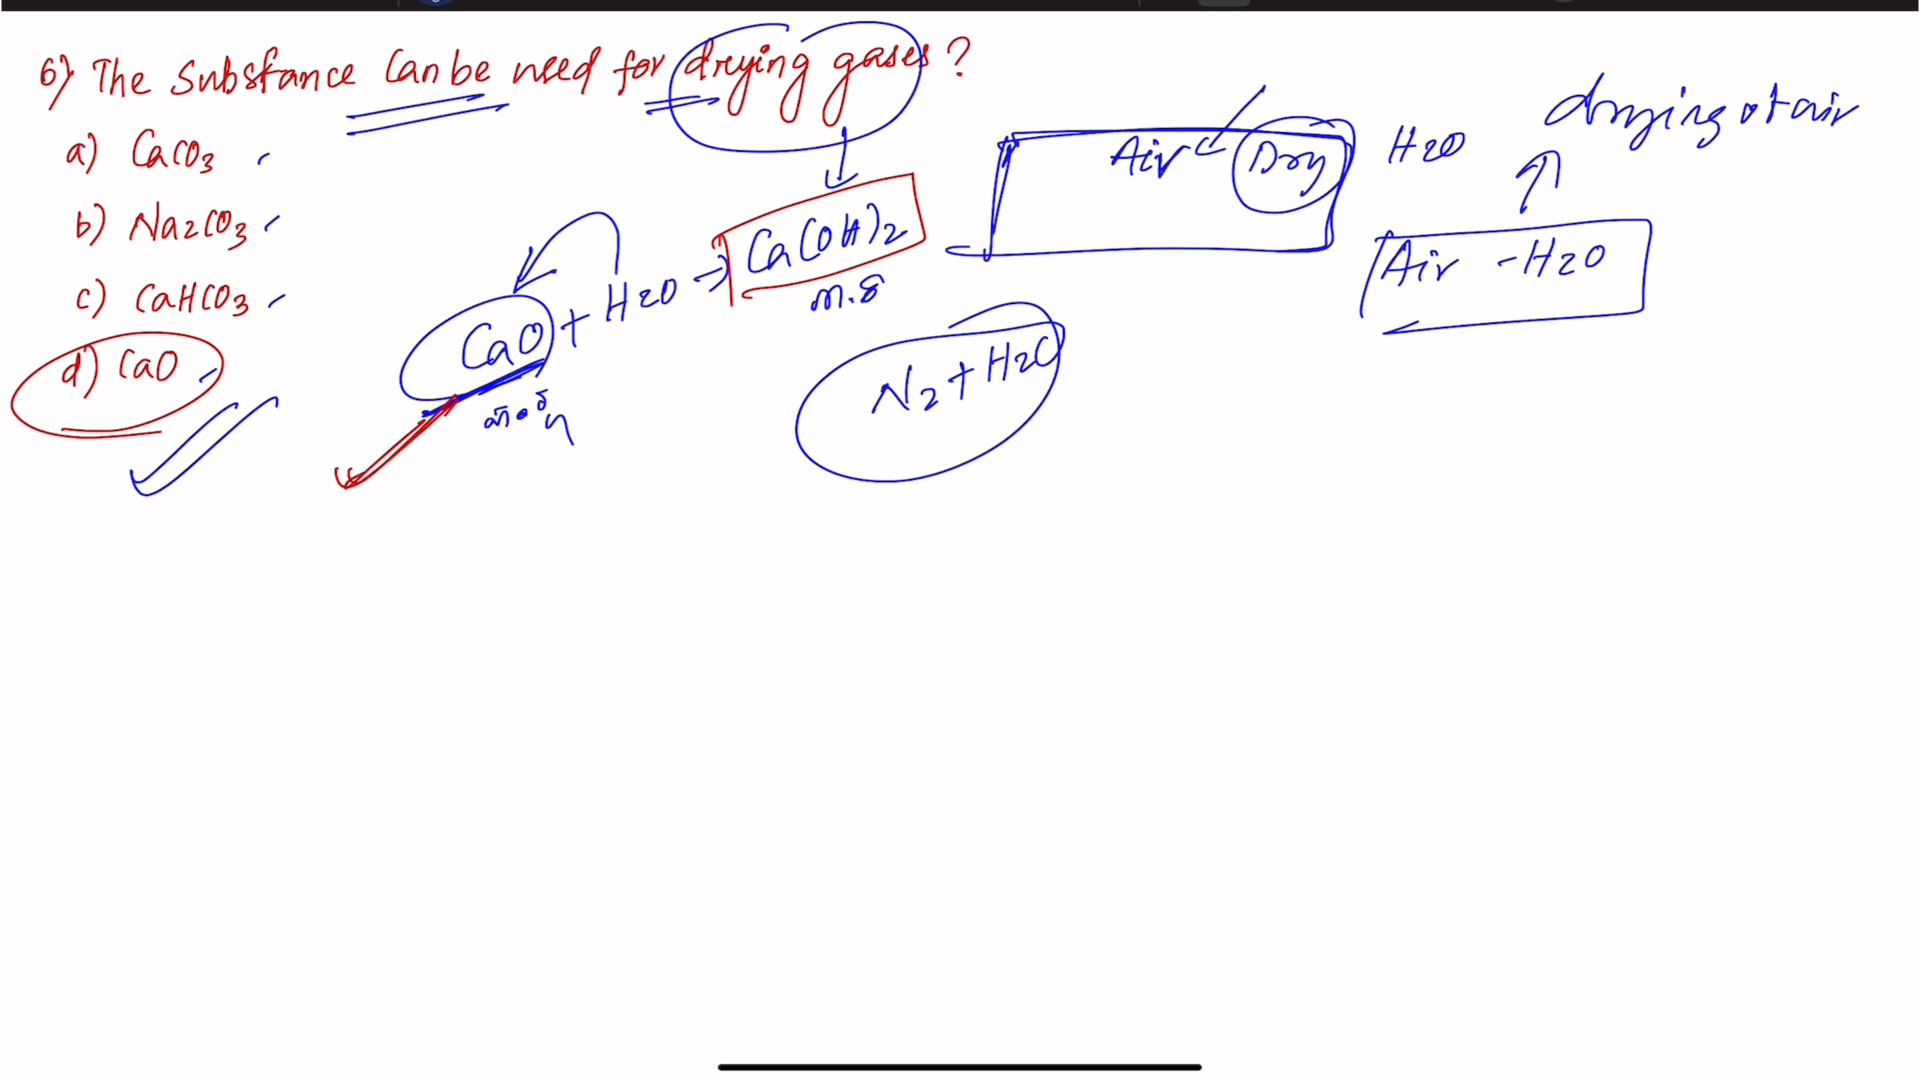 6) The Substance Can be need for drying gases ?
a) CaCO3
b) Na2CO3
c) CaHCO3
d) CaO
CaO + H2O → Ca(OH)2
m.s
N2 + H2O
Air Dry H2O
drying of air
Air - H2O